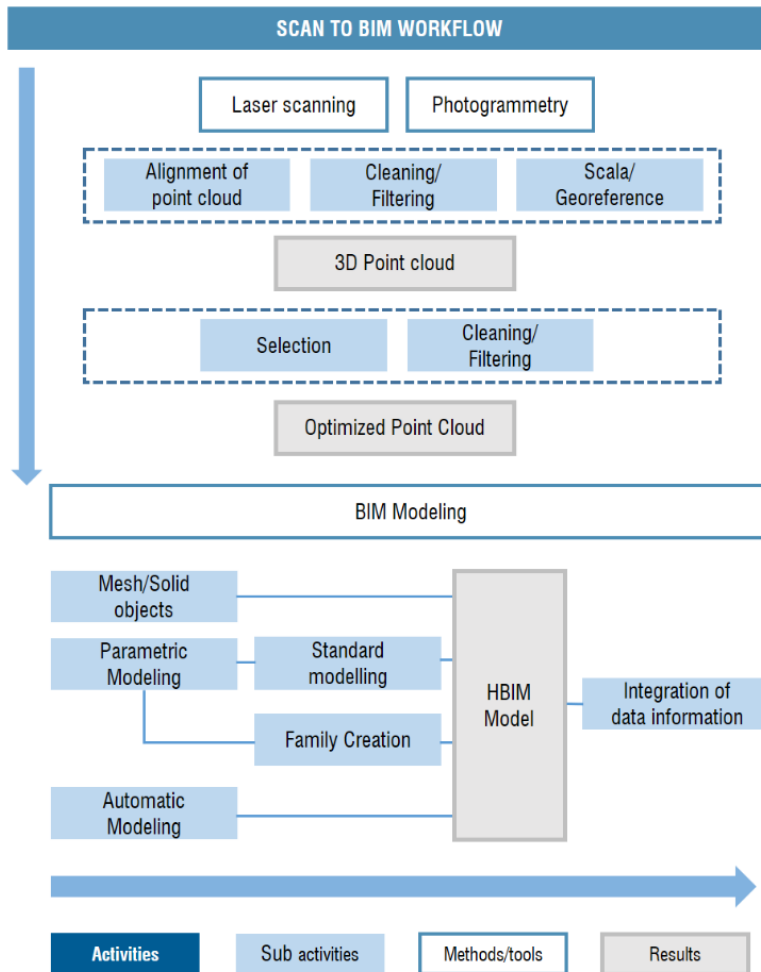 SCAN TO BIM WORKFLOW
Laser scanning
Photogrammetry
Alignment of
point cloud
Cleaning/
Filtering
Scala/
Georeference
3D Point cloud
Selection
Cleaning/
Filtering
Optimized Point Cloud
BIM Modeling
Mesh/Solid
objects
Parametric
Modeling
Standard
modelling
Family Creation
Automatic
Modeling
HBIM
Model
Integration of
data information
Activities
Sub activities
Methods/tools
Results